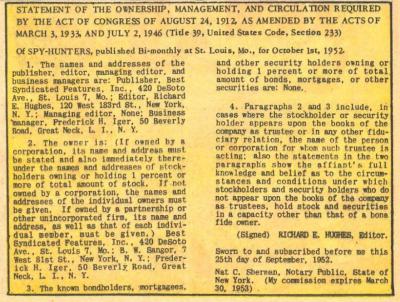 STATEMENT OF THE OWNERSHIP, MANAGEMENT, AND CIRCULATION REQUIRED
BY THE ACT OF CONGRESS OF AUGUST 24, 1912, AS AMENDED BY THE ACTS OF
MARCH 3, 1933, AND JULY 2, 1946 (Title 39, United States Code, Section 233)
Of SPY-HUNTERS, published Bi-monthly at St. Louis, Mo., for October 1st, 1952.
1. The names and addresses of the
publisher, editor, managing editor, and
business managers are: Publisher, Best
Syndicated Features, Inc., 420 DeSoto
Ave., St. Louis 7, Mo.; Editor, Richard
E. Hughes, 120 West 183rd St., New York,
N. Y.; Managing editor, None; Business
manager, Frederick H. Iger, 50 Beverly
Road, Great Neck, L. I., N. Y.
2. The owner is: (If owned by a
corporation, its name and address must
be stated and also immediately there-
under the names and addresses of stock-
holders owning or holding 1 percent or
more of total amount of stock. If not
owned by a corporation, the names and
addresses of the individual owners must
be given. If owned by a partnership or
other unincorporated firm, its name and
address, as well as that of each indivi-
dual member, must be given.) Best
Syndicated Features, Inc., 420 DeSoto
Ave., St. Louis 7, Mo.; B. W. Sangor, 7
West 81st St., New York, N. Y.; Freder-
ick H. Iger, 50 Beverly Road, Great
Neck, L. I., N. Y.
3. The known bondholders, mortgagees,
and other security holders owning or
holding 1 percent or more of total
amount of bonds, mortgages, or other
securities are: None.
4. Paragraphs 2 and 3 include, in
cases where the stockholder or security
holder appears upon the books of the
company as trustee or in any other fidu-
ciary relation, the name of the person
or corporation for whom such trustee is
acting; also the statements in the two
paragraphs show the affiant's full
knowledge and belief as to the circum-
stances and conditions under which
stockholders and security holders who do
not appear upon the books of the company
as trustees, hold stock and securities
in a capacity other than that of a bona
fide owner.
(Signed) RICHARD E. HUGHES, Editor.
Sworn to and subscribed before me this
25th day of September, 1952.
Nat C. Sherman, Notary Public, State of
New York. (My commission expires March
30, 1953)